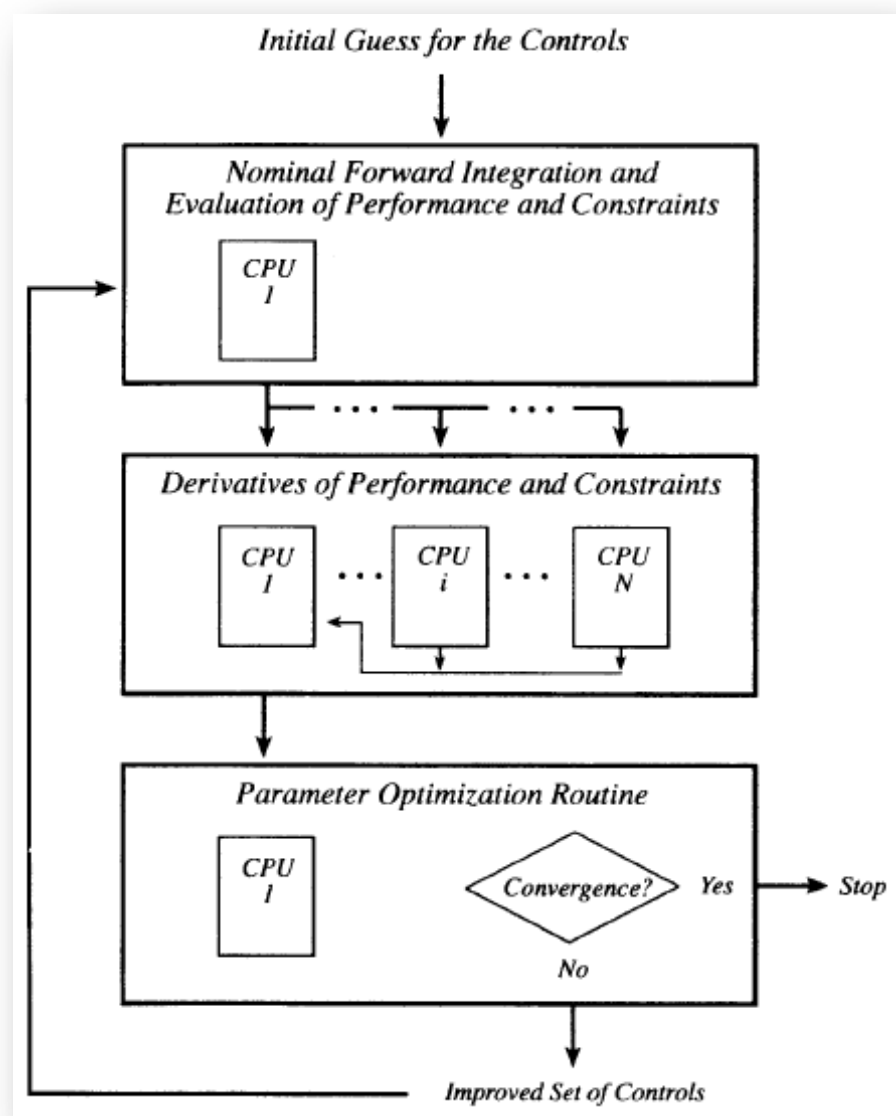 Initial Guess for the Controls
Nominal Forward Integration and
Evaluation of Performance and Constraints
CPU
1
... ...
Derivatives of Performance and Constraints
CPU
1
...
CPU
i
...
CPU
N
Parameter Optimization Routine
CPU
1
Convergence?
Yes
Stop
No
Improved Set of Controls